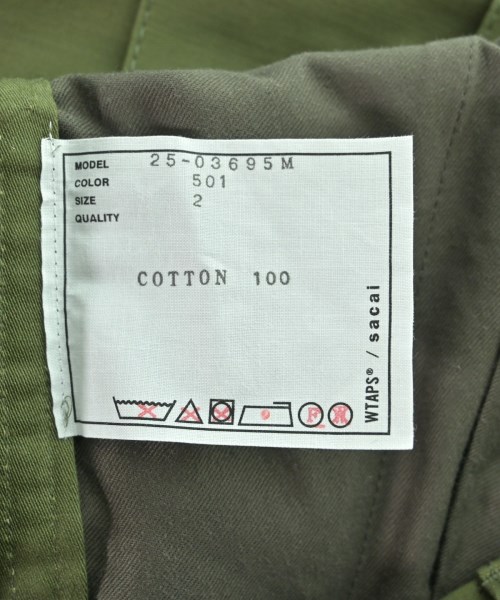 MODEL 25-03695M
COLOR 501
SIZE 2
QUALITY
COTTON 100
WTAPS® / sacai
F
W